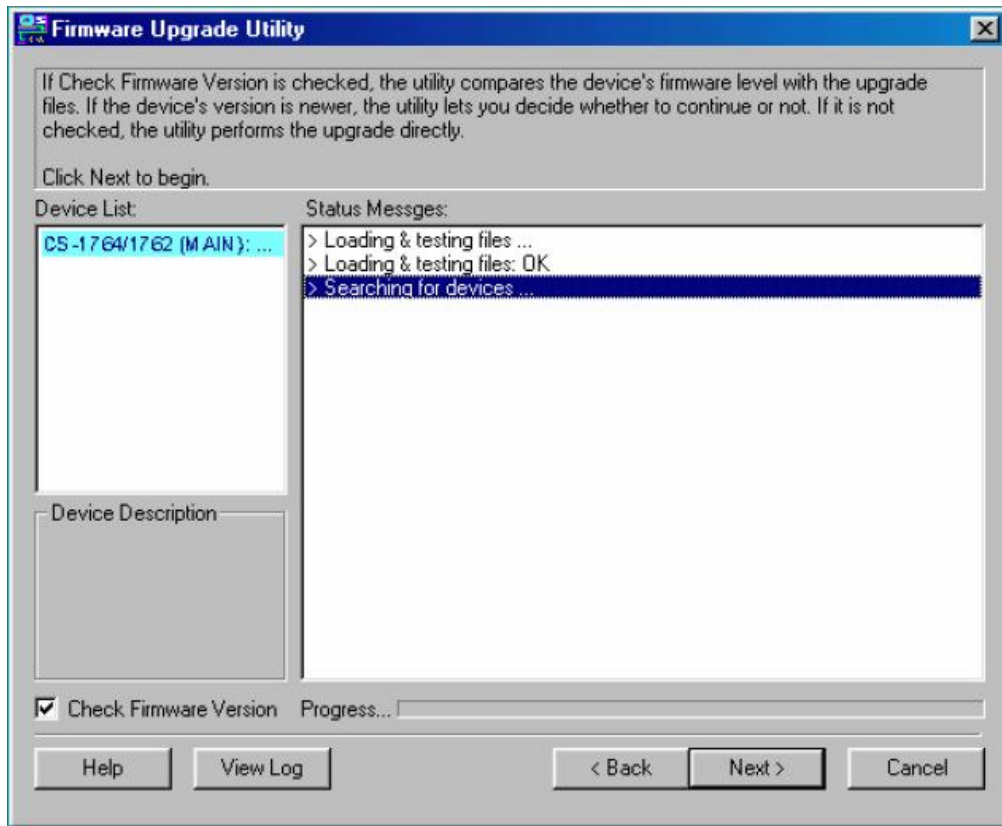 Firmware Upgrade Utility
If Check Firmware Version is checked, the utility compares the device's firmware level with the upgrade
files. If the device's version is newer, the utility lets you decide whether to continue or not. If it is not
checked, the utility performs the upgrade directly.
Click Next to begin.
Device List:
Status Messges:
CS-1764/1762 (MAIN): ...
> Loading & testing files ...
> Loading & testing files: OK
> Searching for devices ...
Device Description
Check Firmware Version
Progress...
Help
View Log
< Back
Next >
Cancel